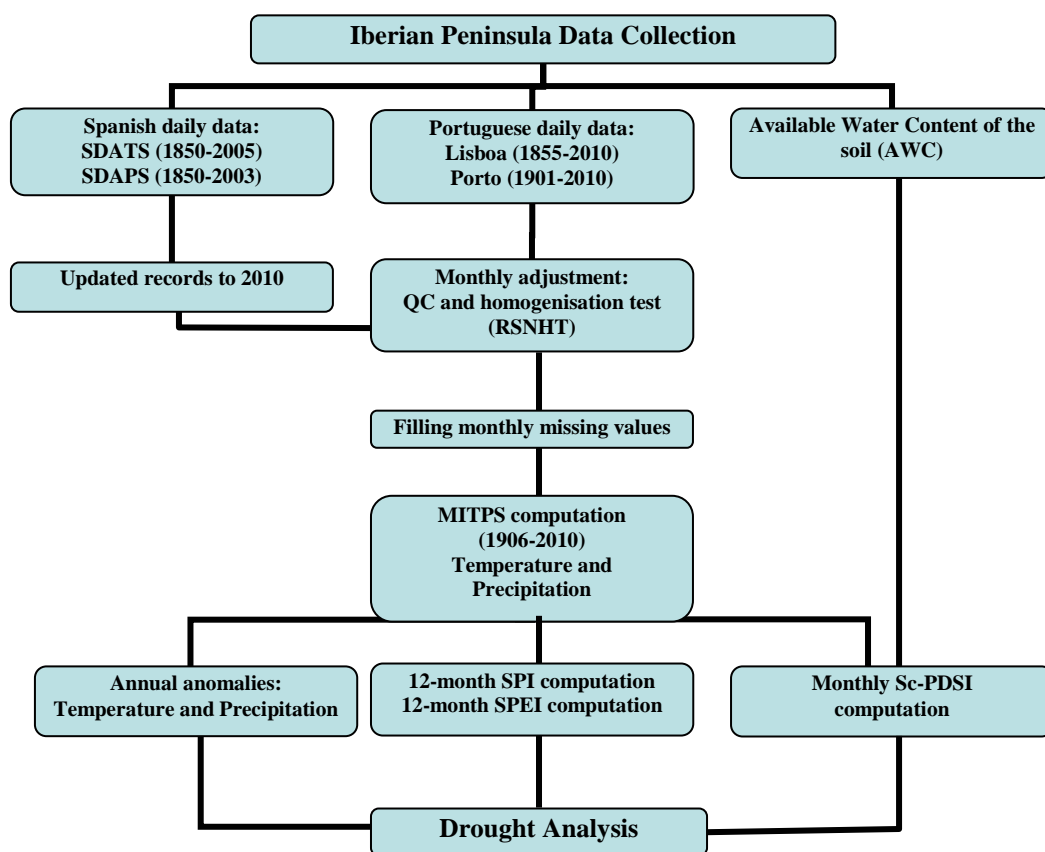 Iberian Peninsula Data Collection
Spanish daily data:
SDATS (1850-2005)
SDAPS (1850-2003)
Portuguese daily data:
Lisboa (1855-2010)
Porto (1901-2010)
Available Water Content of the
soil (AWC)
Updated records to 2010
Monthly adjustment:
QC and homogenisation test
(RSNHT)
Filling monthly missing values
MITPS computation
(1906-2010)
Temperature and
Precipitation
Annual anomalies:
Temperature and Precipitation
12-month SPI computation
12-month SPEI computation
Monthly Sc-PDSI
computation
Drought Analysis